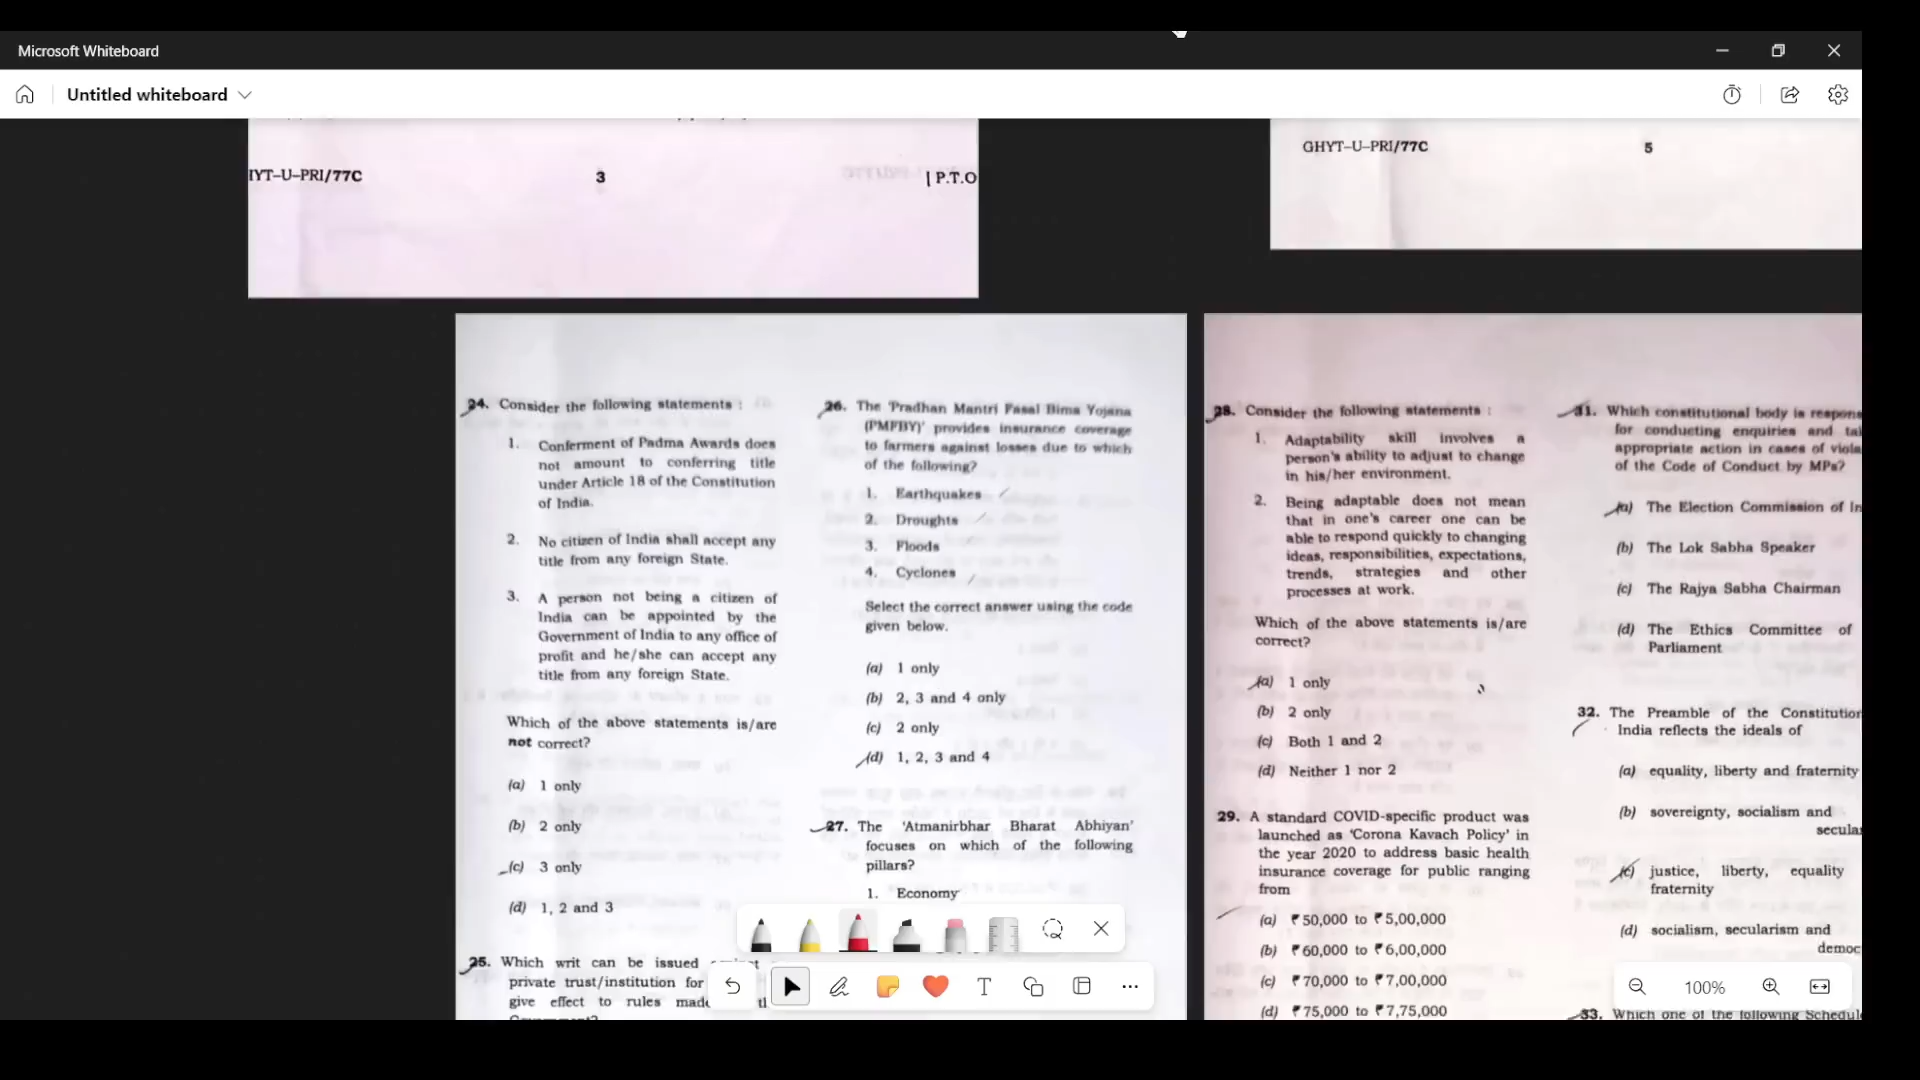 Microsoft Whiteboard
Untitled whiteboard
IYT–U–PRI/77C
3
[ P.T.O
GHYT–U–PRI/77C
5
24. Consider the following statements :
1. Conferment of Padma Awards does
not amount to conferring title
under Article 18 of the Constitution
of India.
2. No citizen of India shall accept any
title from any foreign State.
3. A person not being a citizen of
India can be appointed by the
Government of India to any office of
profit and he/she can accept any
title from any foreign State.
Which of the above statements is/are
not correct?
(a) 1 only
(b) 2 only
(c) 3 only
(d) 1, 2 and 3
25. Which writ can be issued
private trust/institution for
give effect to rules made
26. The 'Pradhan Mantri Fasal Bima Yojana
(PMFBY)' provides insurance coverage
to farmers against losses due to which
of the following?
1. Earthquakes
2. Droughts
3. Floods
4. Cyclones
Select the correct answer using the code
given below.
(a) 1 only
(b) 2, 3 and 4 only
(c) 2 only
(d) 1, 2, 3 and 4
27. The 'Atmanirbhar Bharat Abhiyan'
focuses on which of the following
pillars?
1. Economy
28. Consider the following statements :
1. Adaptability skill involves a
person's ability to adjust to change
in his/her environment.
2. Being adaptable does not mean
that in one's career one can be
able to respond quickly to changing
ideas, responsibilities, expectations,
trends, strategies and other
processes at work.
Which of the above statements is/are
correct?
(a) 1 only
(b) 2 only
(c) Both 1 and 2
(d) Neither 1 nor 2
29. A standard COVID-specific product was
launched as 'Corona Kavach Policy' in
the year 2020 to address basic health
insurance coverage for public ranging
from
(a) ₹ 50,000 to ₹ 5,00,000
(b) ₹ 60,000 to ₹ 6,00,000
(c) ₹ 70,000 to ₹ 7,00,000
(d) ₹ 75,000 to ₹ 7,75,000
31. Which constitutional body is respons
for conducting enquiries and tal
appropriate action in cases of viola
of the Code of Conduct by MPs?
(a) The Election Commission of In
(b) The Lok Sabha Speaker
(c) The Rajya Sabha Chairman
(d) The Ethics Committee of
Parliament
32. The Preamble of the Constitution
India reflects the ideals of
(a) equality, liberty and fraternity
(b) sovereignty, socialism and
secula
(c) justice, liberty, equality
fraternity
(d) socialism, secularism and
democ
33. Which one of the following Schedul
100%